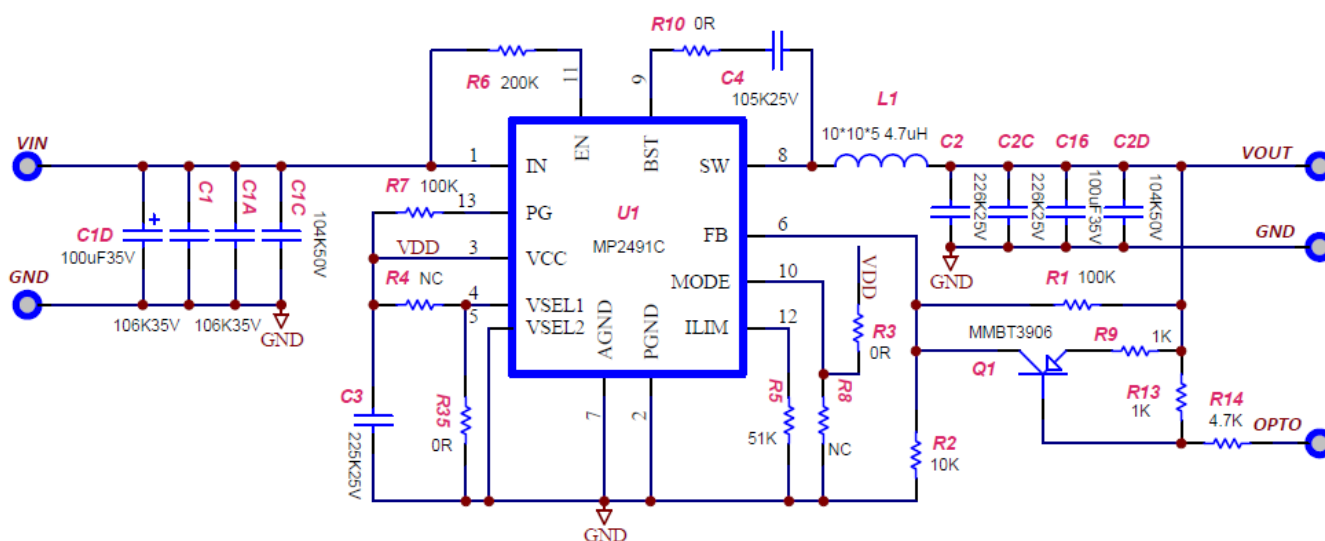 R10 0R
R6 200K
11
9
C4
105K25V
L1
10*10*5 4.7uH
C2
C2C
C16
C2D
VIN
VOUT
1
IN
EN
BST
SW
8
C1
C1A
C1C
104K50V
R7 100K
13
PG
U1
MP2491C
FB
6
226K25V
226K25V
100uF35V
104K50V
C1D
100uF35V
+
VDD
3
VCC
MODE
10
VDD
GND
GND
R4 NC
4
VSEL1
5
VSEL2
ILIM
12
R3
0R
R1 100K
GND
106K35V
106K35V
GND
AGND
PGND
MMBT3906
R9
1K
Q1
C3
225K25V
R35
0R
7
2
R5
51K
R8
NC
R2
10K
R13
1K
R14
4.7K
OPTO
GND